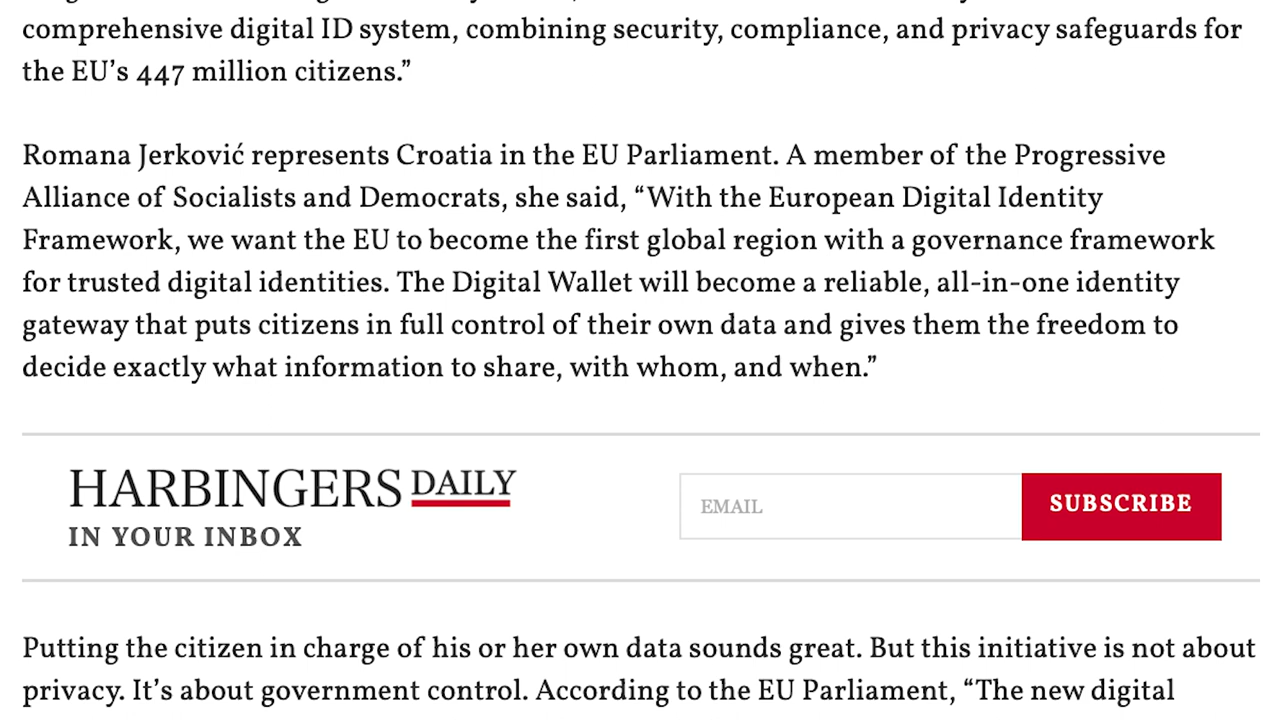 comprehensive digital ID system, combining security, compliance, and privacy safeguards for
the EU’s 447 million citizens.”
Romana Jerković represents Croatia in the EU Parliament. A member of the Progressive
Alliance of Socialists and Democrats, she said, “With the European Digital Identity
Framework, we want the EU to become the first global region with a governance framework
for trusted digital identities. The Digital Wallet will become a reliable, all-in-one identity
gateway that puts citizens in full control of their own data and gives them the freedom to
decide exactly what information to share, with whom, and when.”
HARBINGERS DAILY
IN YOUR INBOX
EMAIL
SUBSCRIBE
Putting the citizen in charge of his or her own data sounds great. But this initiative is not about
privacy. It’s about government control. According to the EU Parliament, “The new digital